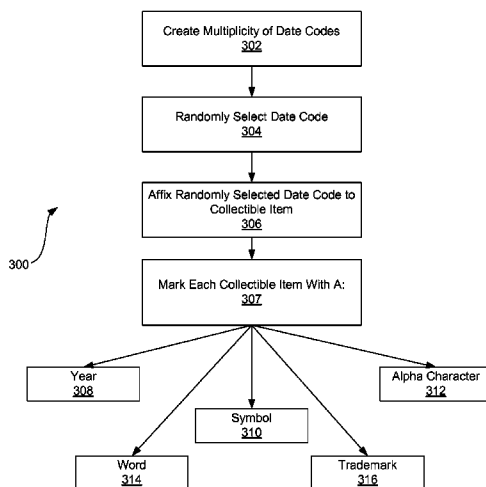 Create Multiplicity of Date Codes
302
Randomly Select Date Code
304
Affix Randomly Selected Date Code to
Collectible Item
306
300
Mark Each Collectible Item With A:
307
Year
308
Alpha Character
312
Symbol
310
Word
314
Trademark
316